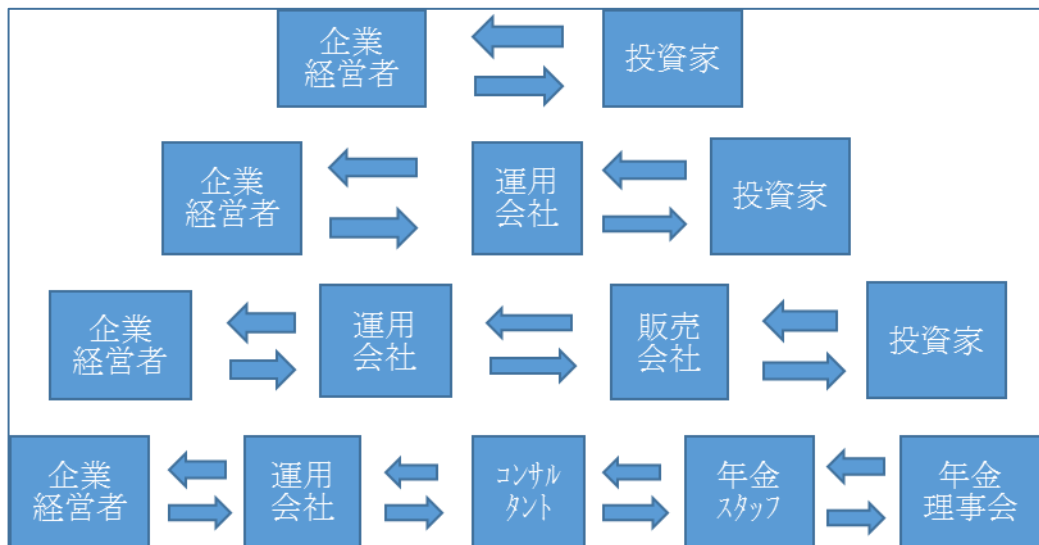 企業
経営者
投資家
企業
経営者
運用
会社
投資家
企業
経営者
運用
会社
販売
会社
投資家
企業
経営者
運用
会社
コンサル
タント
年金
スタッフ
年金
理事会